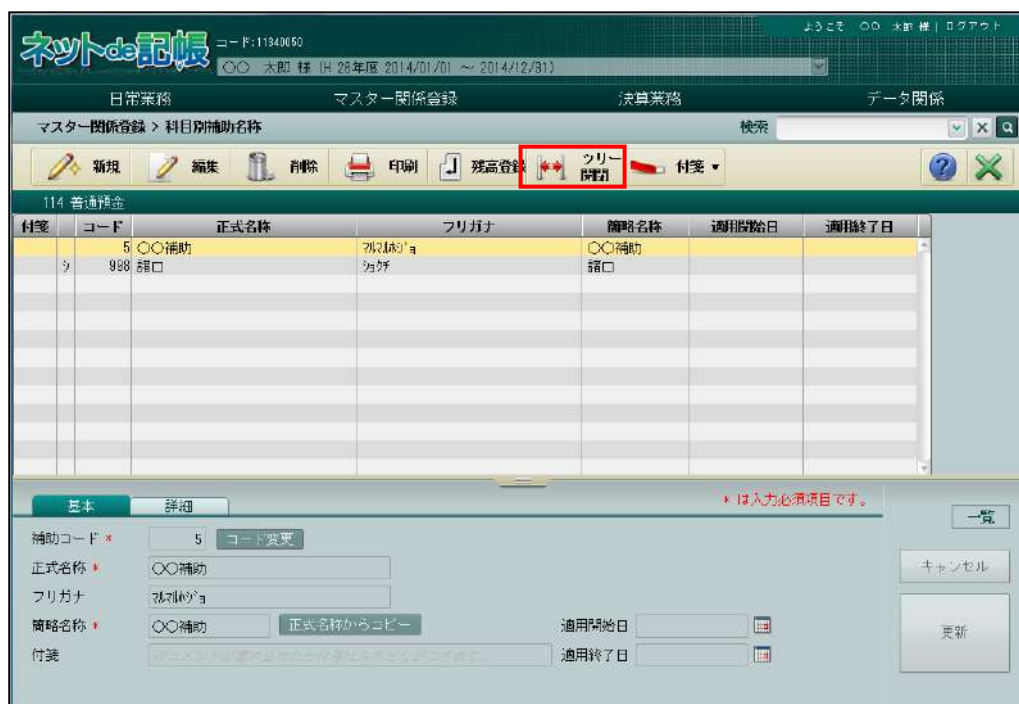 ようこそ 〇〇 太郎 様 | ログアウト
ネットde記帳 コード:11340050
〇〇 太郎 様 (H 26年度 2014/01/01 ～ 2014/12/31)
日常業務 マスター関係登録 決算業務 データ関係
マスター関係登録 > 科目別補助名称 検索
新規 編集 削除 印刷 残高登録 ツリー開閉 付箋 ▼
114 普通預金
付箋 コード 正式名称 フリガナ 簡略名称 適用開始日 適用終了日
5 〇〇補助 ﾏﾙﾏﾙﾎｼﾞｮ 〇〇補助
ｼ 998 諸口 ｼｮｸﾁ 諸口
基本 詳細 * は入力必須項目です。
一覧
補助コード * 5 コード変更
正式名称 * 〇〇補助 キャンセル
フリガナ ﾏﾙﾏﾙﾎｼﾞｮ
簡略名称 * 〇〇補助 正式名称からコピー 適用開始日 更新
付箋 適用終了日